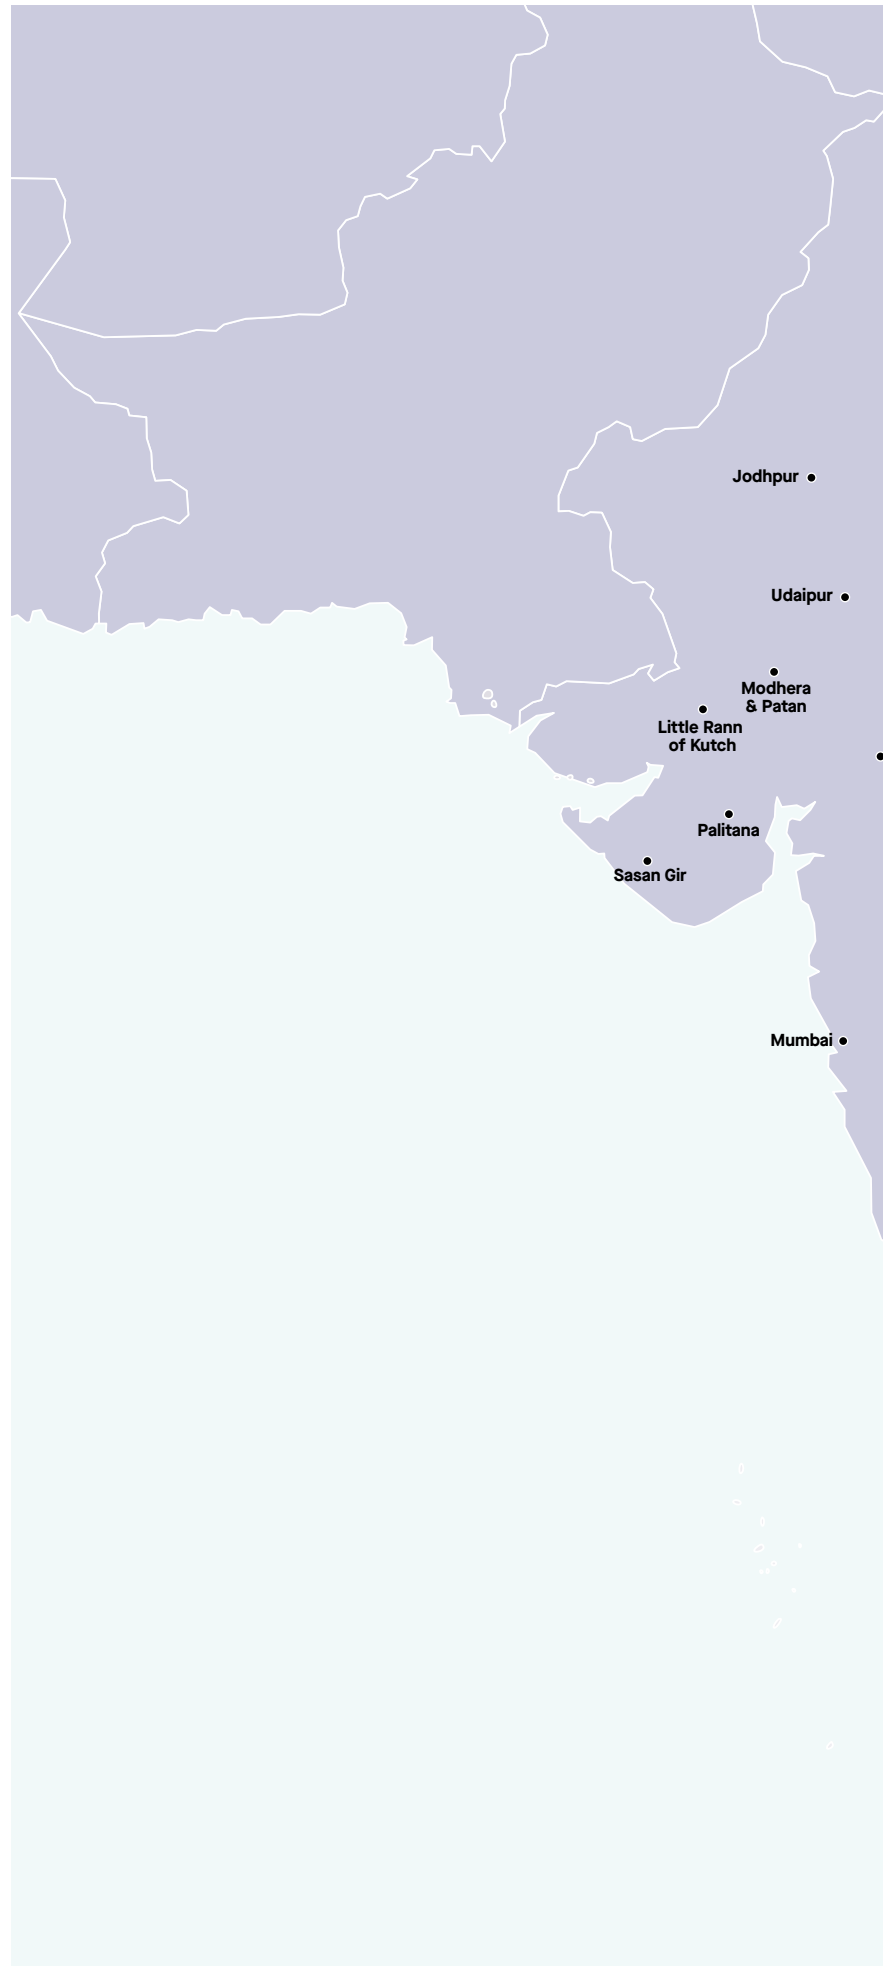 Jodhpur
Udaipur
Modhera
& Patan
Little Rann
of Kutch
Palitana
Sasan Gir
Mumbai